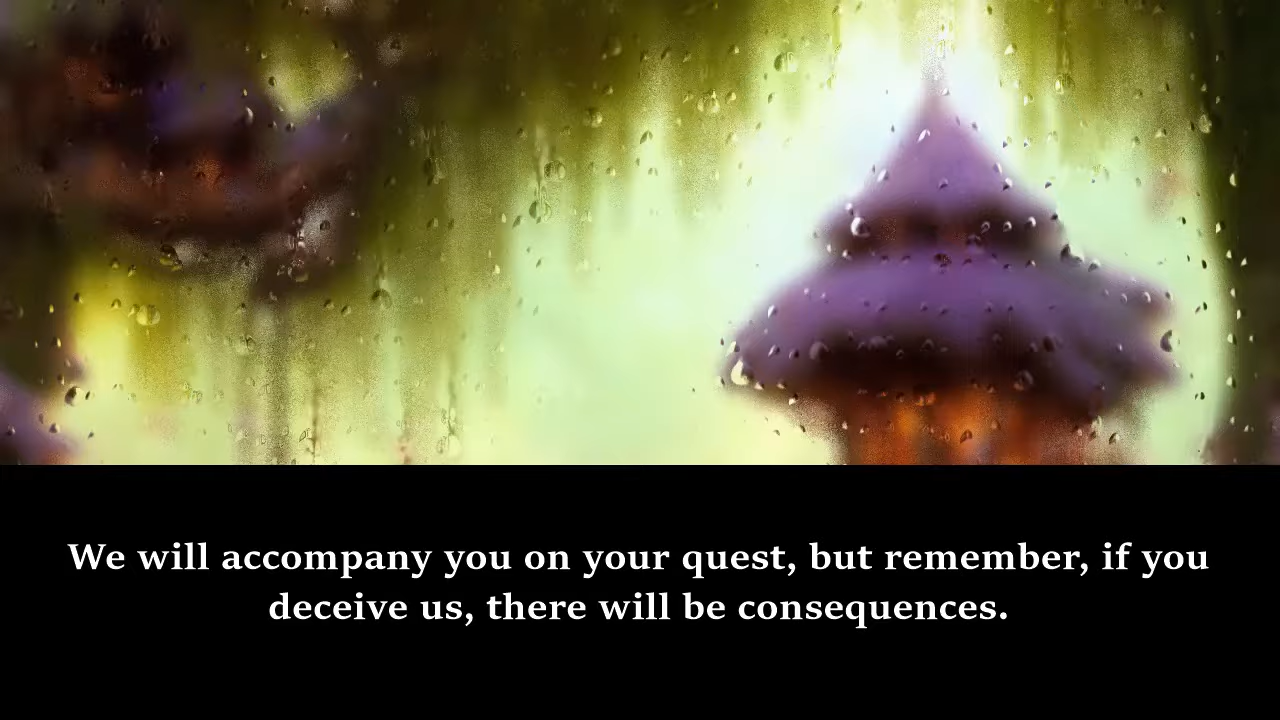 We will accompany you on your quest, but remember, if you
deceive us, there will be consequences.